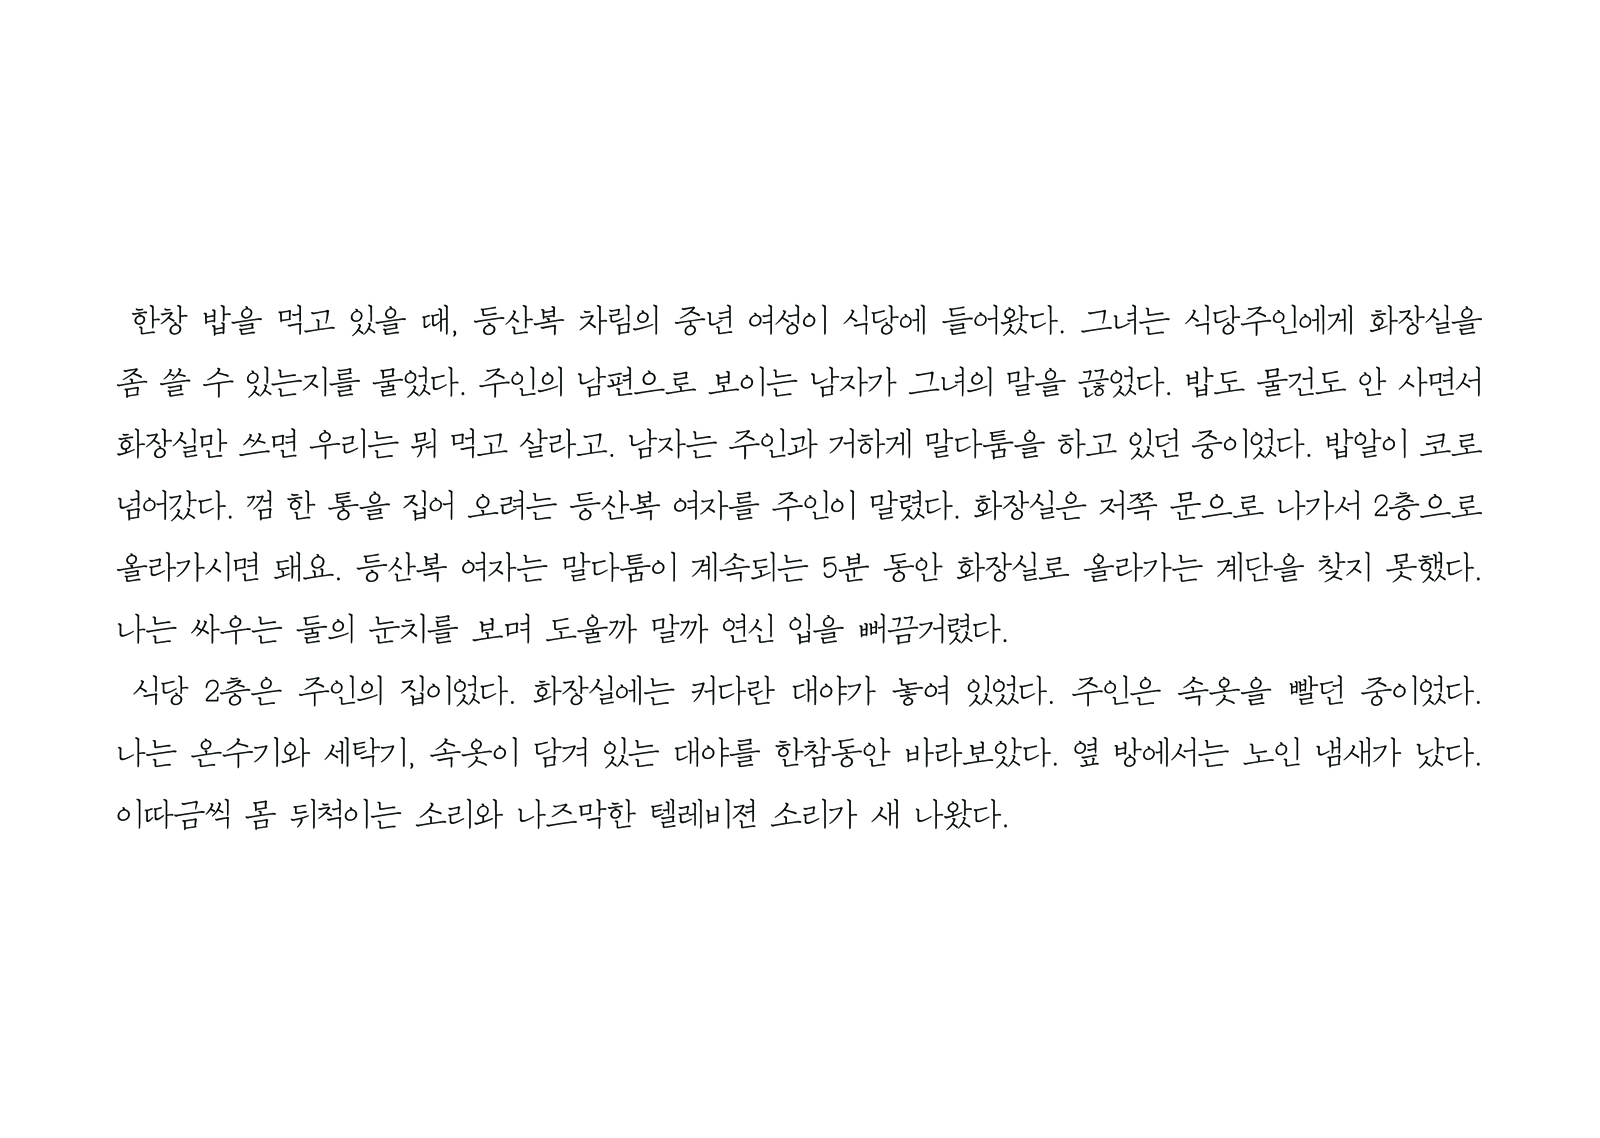 한창 밥을 먹고 있을 때, 등산복 차림의 중년 여성이 식당에 들어왔다. 그녀는 식당주인에게 화장실을
좀 쓸 수 있는지를 물었다. 주인의 남편으로 보이는 남자가 그녀의 말을 끊었다. 밥도 물건도 안 사면서
화장실만 쓰면 우리는 뭐 먹고 살라고. 남자는 주인과 거하게 말다툼을 하고 있던 중이었다. 밥알이 코로
넘어갔다. 껌 한 통을 집어 오려는 등산복 여자를 주인이 말렸다. 화장실은 저쪽 문으로 나가서 2층으로
올라가시면 돼요. 등산복 여자는 말다툼이 계속되는 5분 동안 화장실로 올라가는 계단을 찾지 못했다.
나는 싸우는 둘의 눈치를 보며 도울까 말까 연신 입을 뻐끔거렸다.
식당 2층은 주인의 집이었다. 화장실에는 커다란 대야가 놓여 있었다. 주인은 속옷을 빨던 중이었다.
나는 온수기와 세탁기, 속옷이 담겨 있는 대야를 한참동안 바라보았다. 옆 방에서는 노인 냄새가 났다.
이따금씩 몸 뒤척이는 소리와 나즈막한 텔레비젼 소리가 새 나왔다.